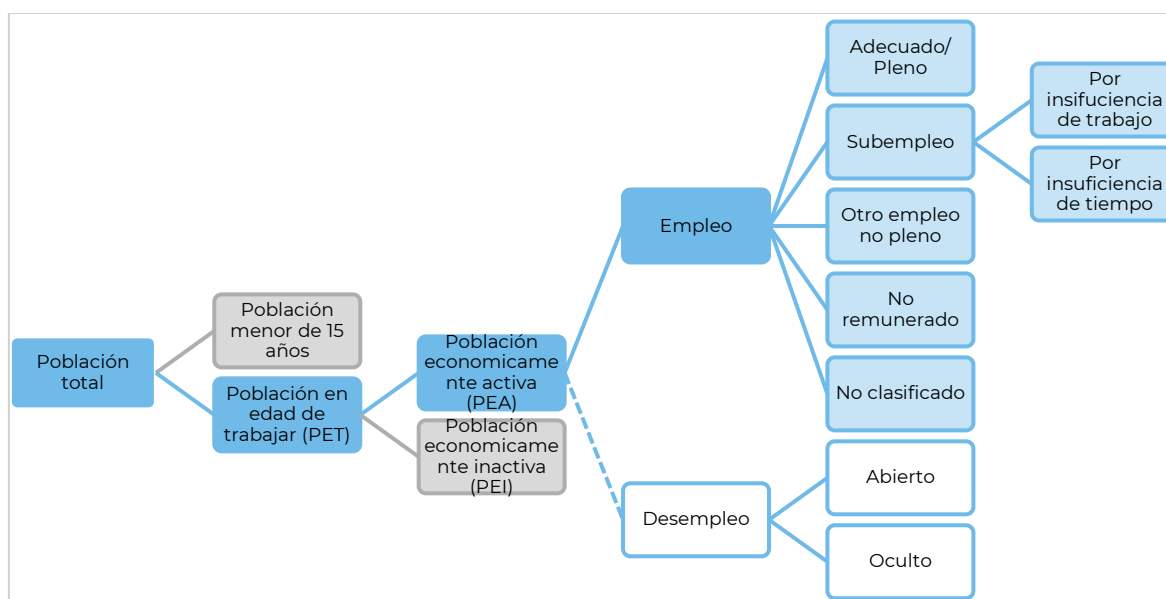 Población
total
Población
menor de 15
años
Población en
edad de
trabajar (PET)
Población
economicame
nte activa
(PEA)
Población
economicame
nte inactiva
(PEI)
Empleo
Desempleo
Adecuado/
Pleno
Subempleo
Otro empleo
no pleno
No
remunerado
No clasificado
Abierto
Oculto
Por
insifuciencia
de trabajo
Por
insuficiencia
de tiempo